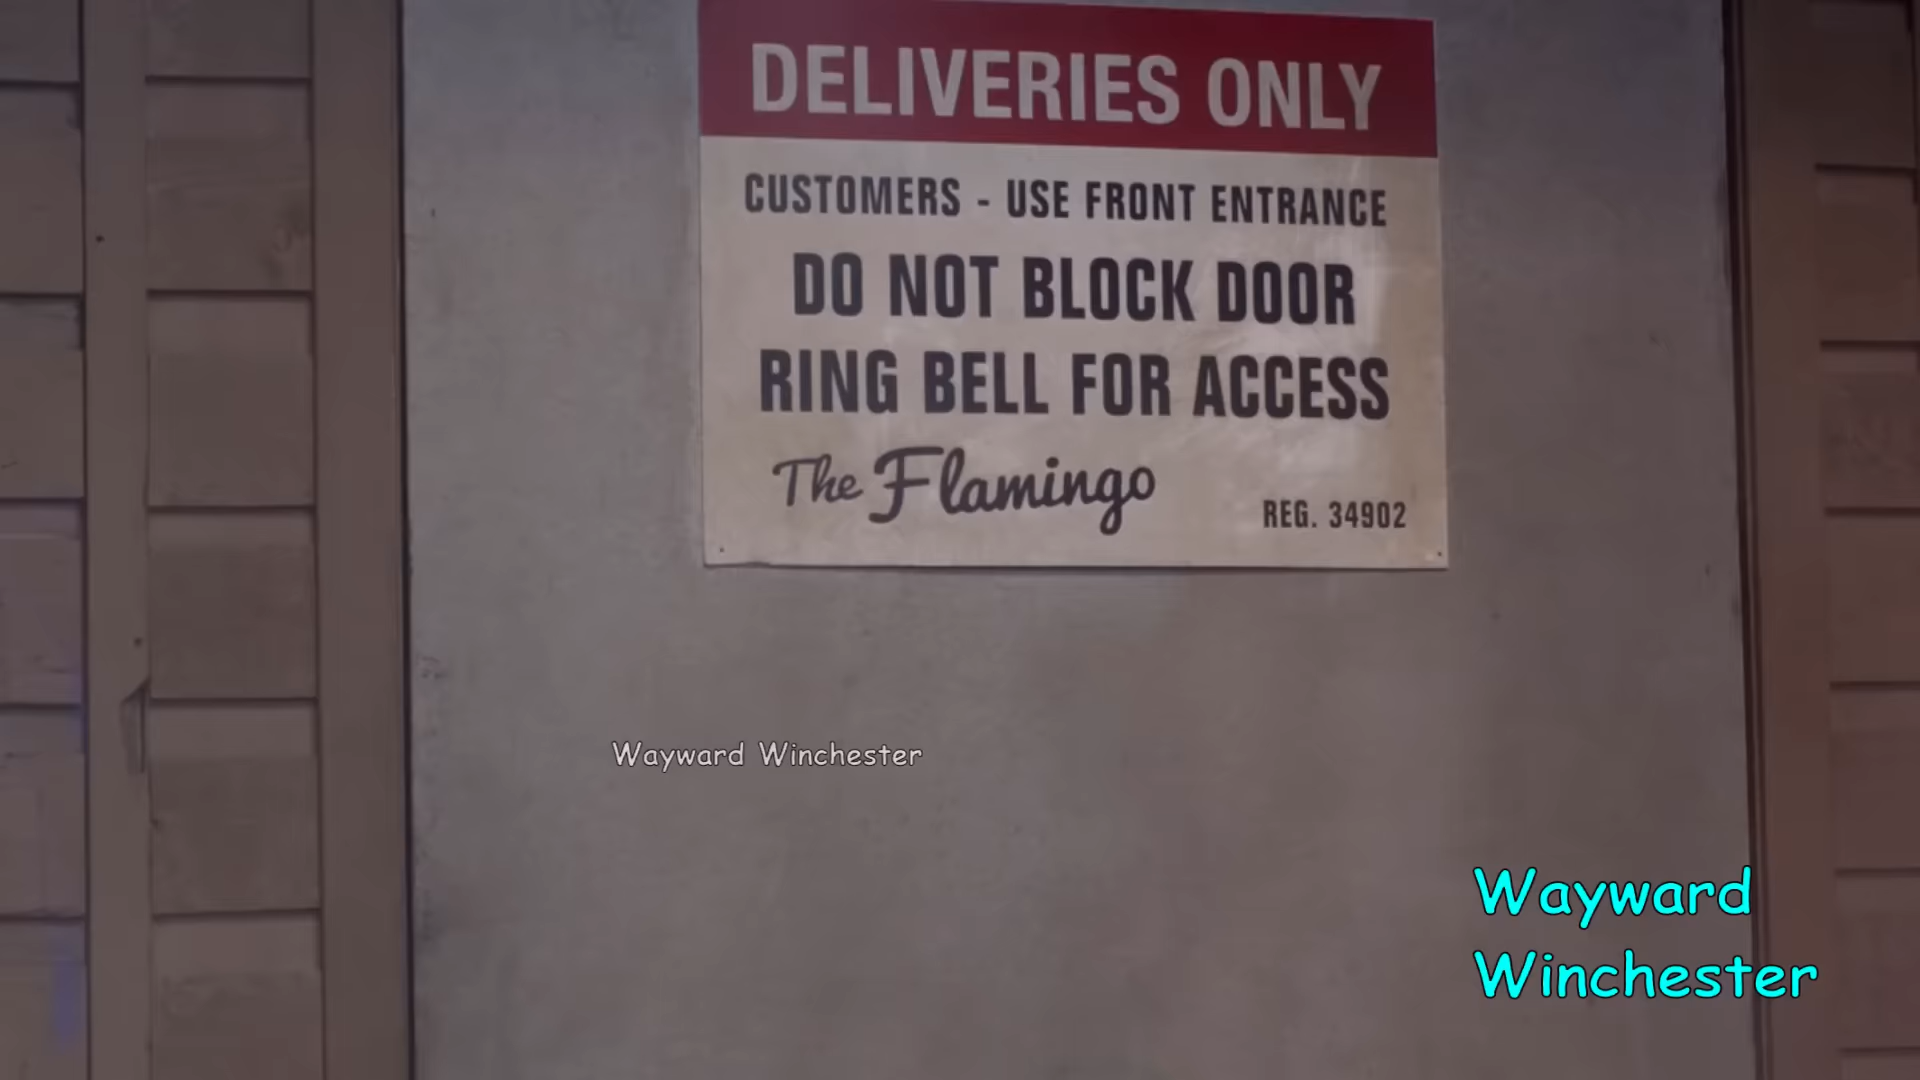 DELIVERIES ONLY
CUSTOMERS - USE FRONT ENTRANCE
DO NOT BLOCK DOOR
RING BELL FOR ACCESS
The Flamingo
REG. 34902
Wayward Winchester
Wayward
Winchester